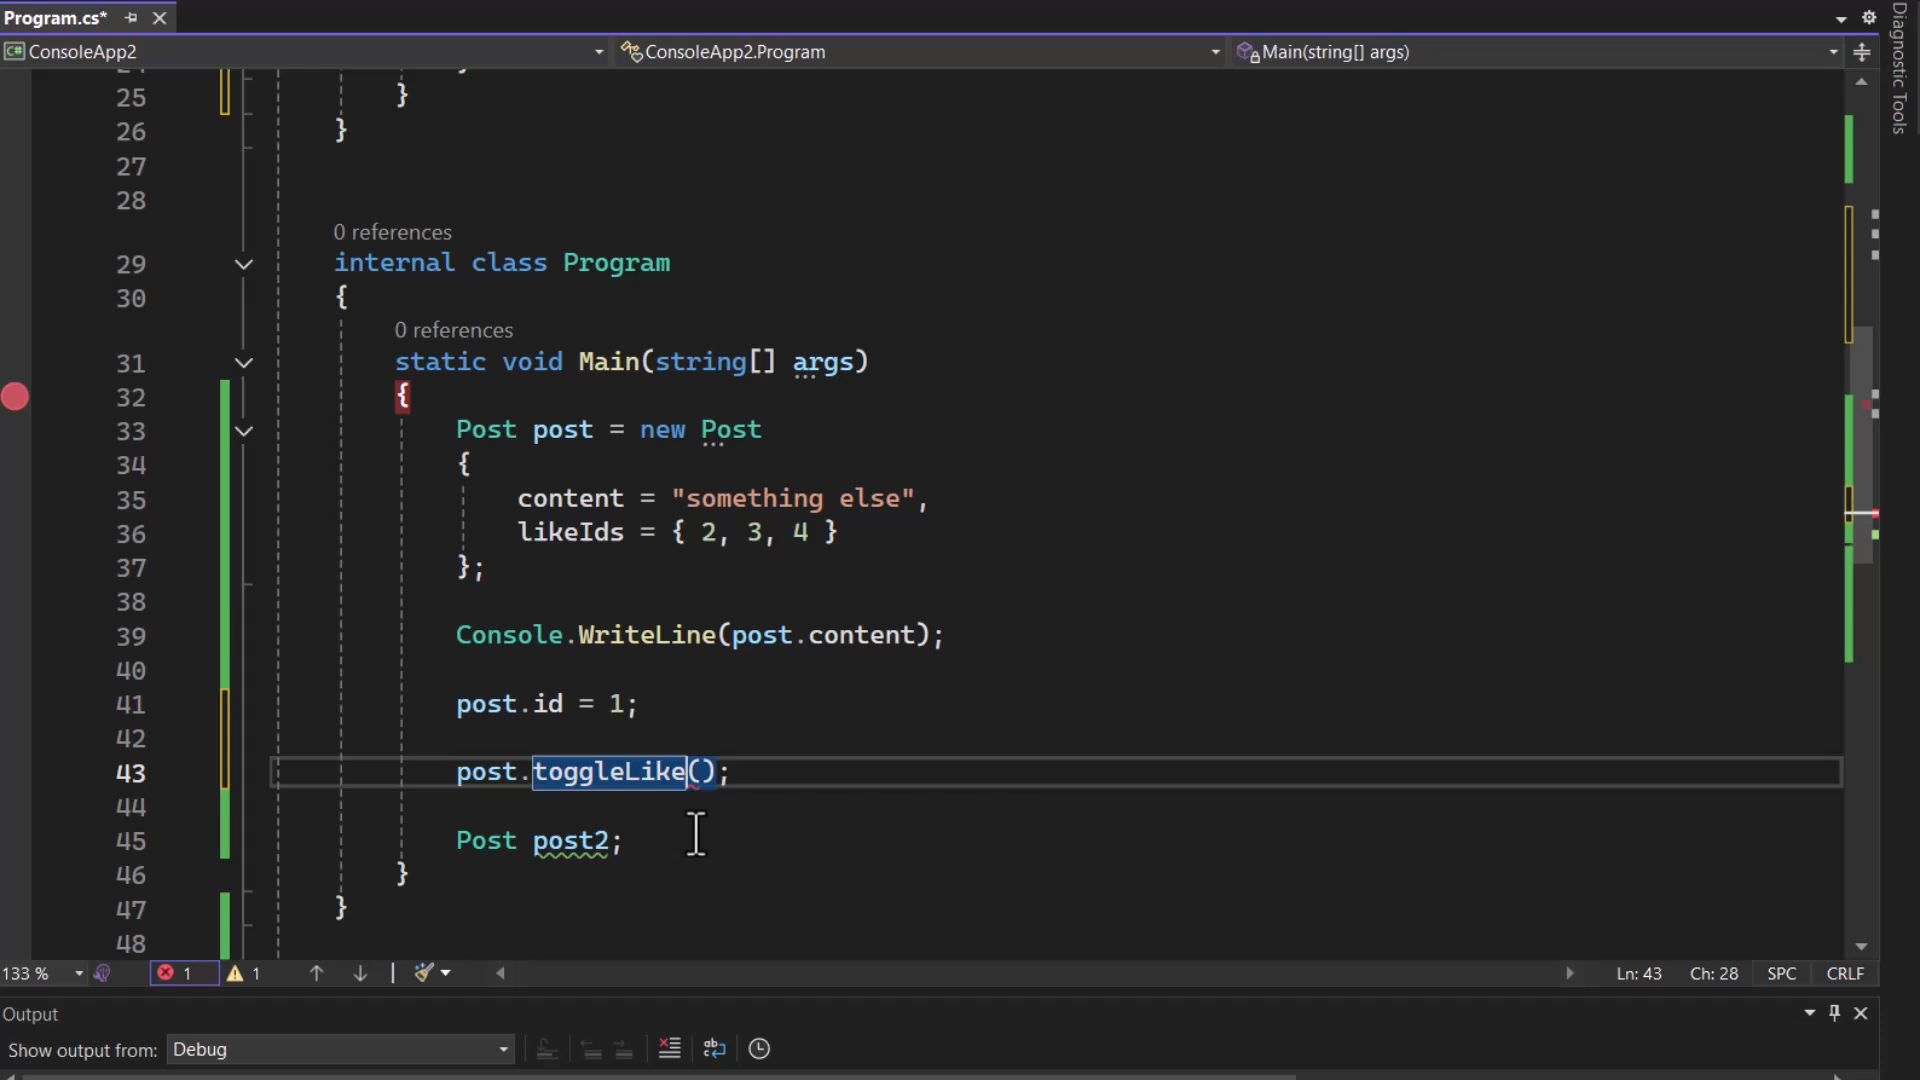 Program.cs*
Diagnostic Tools
ConsoleApp2
ConsoleApp2.Program
Main(string[] args)
25 }
26 }
27
28
0 references
29 internal class Program
30 {
0 references
31 static void Main(string[] args)
32 {
33 Post post = new Post
34 {
35 content = "something else",
36 likeIds = { 2, 3, 4 }
37 };
38
39 Console.WriteLine(post.content);
40
41 post.id = 1;
42
43 post.toggleLike();
44
45 Post post2;
46 }
47 }
48
133 % 1 1 Ln: 43 Ch: 28 SPC CRLF
Output
Show output from: Debug